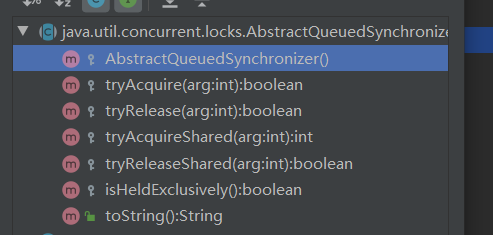 java.util.concurrent.locks.AbstractQueuedSynchronize
AbstractQueuedSynchronizer()
tryAcquire(arg:int):boolean
tryRelease(arg:int):boolean
tryAcquireShared(arg:int):int
tryReleaseShared(arg:int):boolean
isHeldExclusively():boolean
toString():String